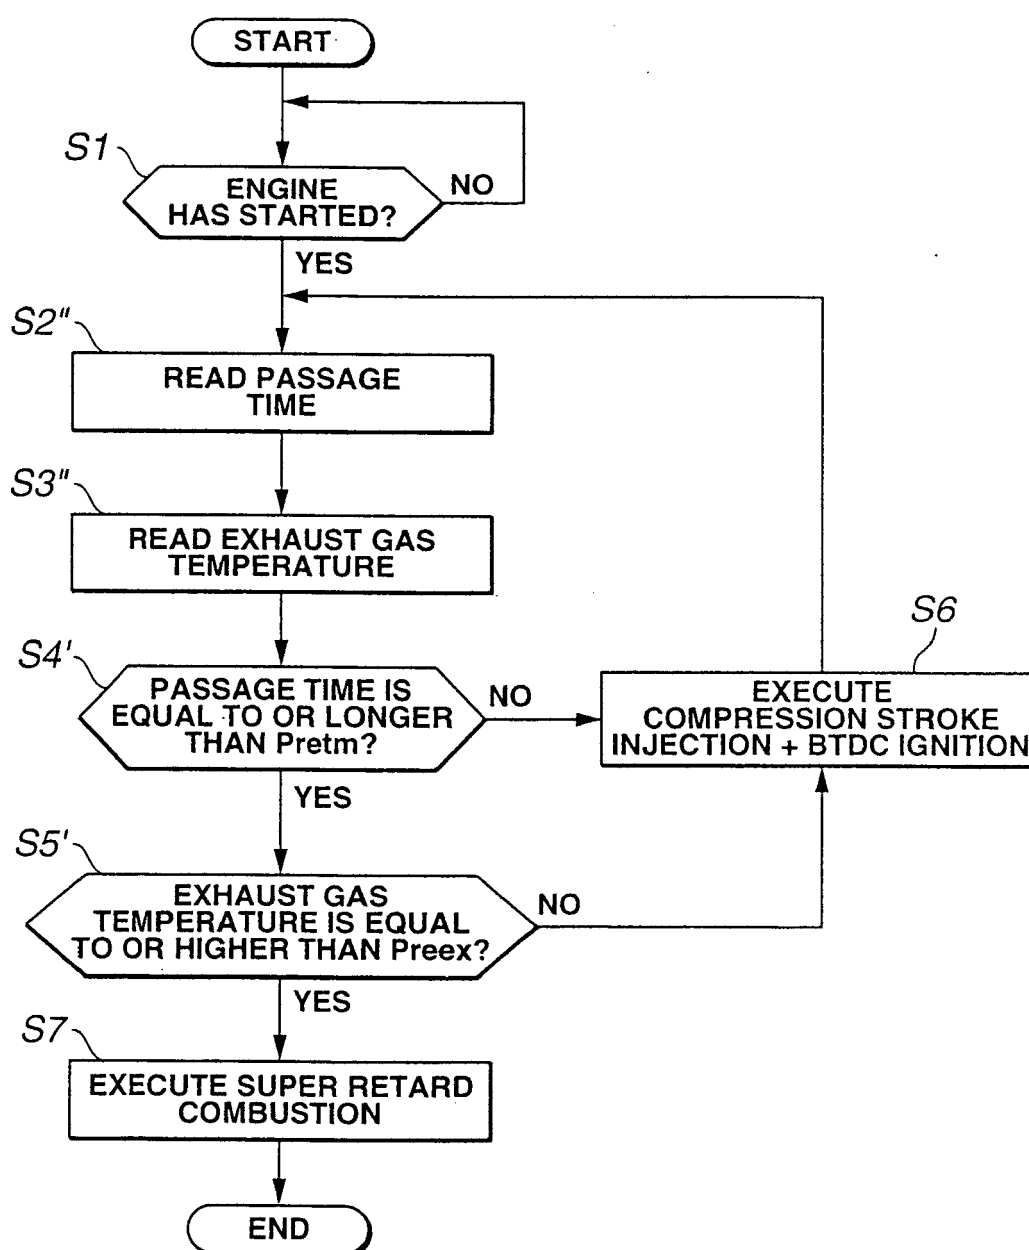 START
S1
ENGINE
HAS STARTED?
NO
YES
S2"
READ PASSAGE
TIME
S3"
READ EXHAUST GAS
TEMPERATURE
S4'
PASSAGE TIME IS
EQUAL TO OR LONGER
THAN Pretm?
NO
S6
EXECUTE
COMPRESSION STROKE
INJECTION + BTDC IGNITION
YES
S5'
EXHAUST GAS
TEMPERATURE IS EQUAL
TO OR HIGHER THAN Preex?
NO
YES
S7
EXECUTE SUPER RETARD
COMBUSTION
END